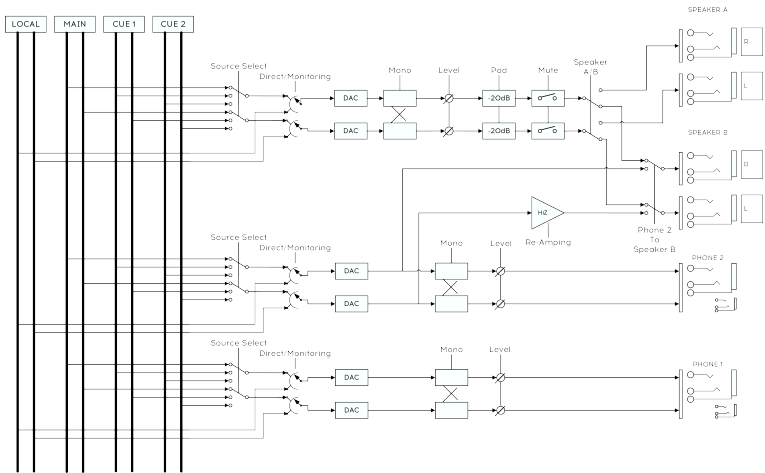 SPEAKER A
LOCAL MAIN CUE 1 CUE 2
Source Select
Direct/Monitoring
Mono
Level
Pad
Mute
Speaker
A/B
R
DAC
-20dB
L
DAC
-20dB
SPEAKER B
R
HiZ
Re-Amping
L
Phone 2
To
Speaker B
Source Select
Direct/Monitoring
Mono
Level
PHONE 2
DAC
DAC
Source Select
Direct/Monitoring
Mono
Level
PHONE 1
DAC
DAC